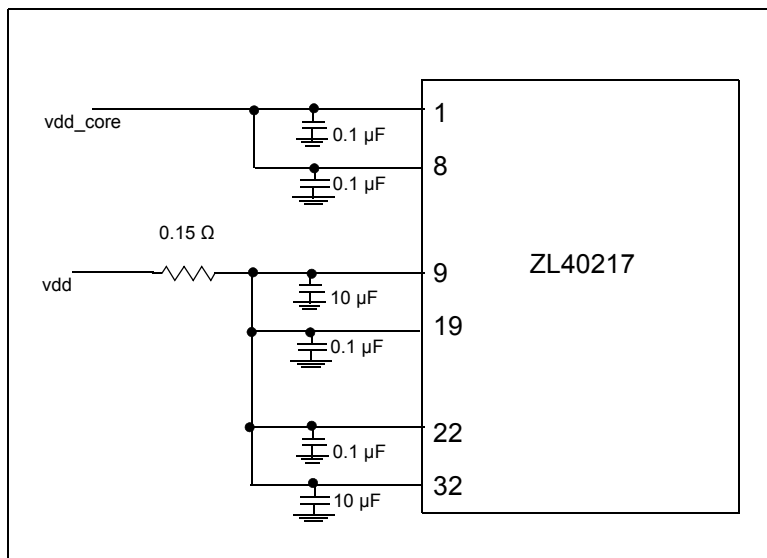 vdd_core
1
0.1 µF
8
0.1 µF
0.15 Ω
ZL40217
vdd
9
10 µF
19
0.1 µF
22
0.1 µF
32
10 µF